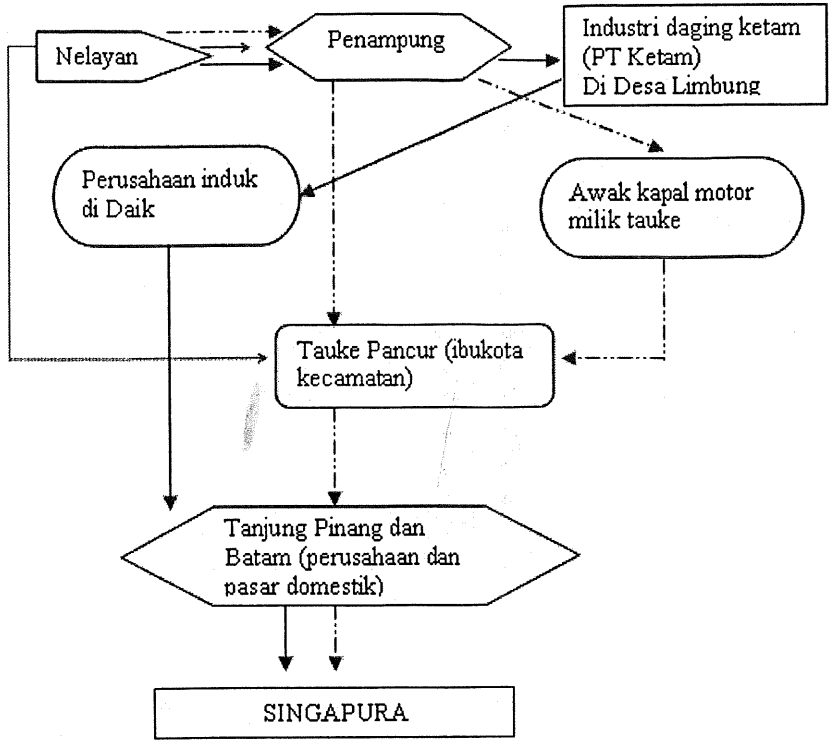 Nelayan
Penampung
Industri daging ketam
(PT Ketam)
Di Desa Limbung
Perusahaan induk
di Daik
Awak kapal motor
milik tauke
Tauke Pancur (ibukota
kecamatan)
Tanjung Pinang dan
Batam (perusahaan dan
pasar domestik)
SINGAPURA